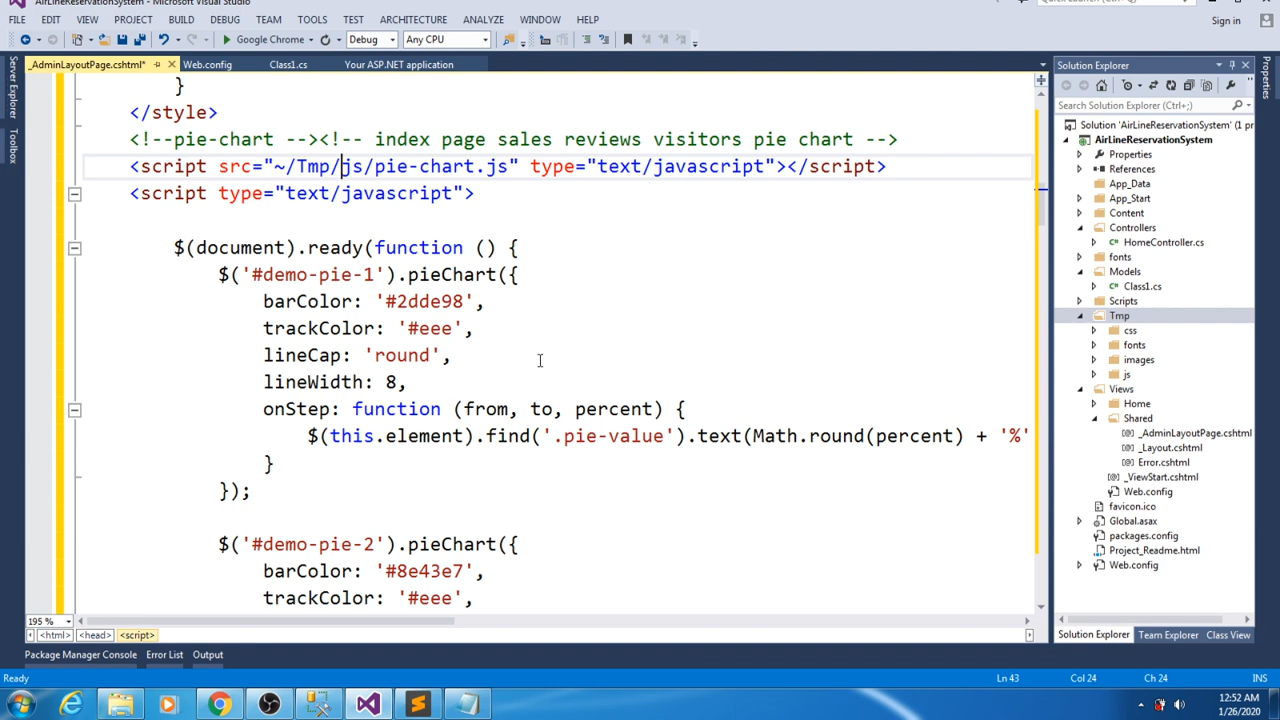 AirLineReservationSystem - Microsoft Visual Studio
Quick Launch (Ctrl+Q)
FILE EDIT VIEW PROJECT BUILD DEBUG TEAM TOOLS TEST ARCHITECTURE ANALYZE WINDOW HELP
Sign in
Google Chrome Debug Any CPU
_AdminLayoutPage.cshtml* Web.config Class1.cs Your ASP.NET application
Server Explorer
Toolbox
}
</style>
<!--pie-chart --><!-- index page sales reviews visitors pie chart -->
<script src="~/Tmp/js/pie-chart.js" type="text/javascript"></script>
<script type="text/javascript">
$(document).ready(function () {
$('#demo-pie-1').pieChart({
barColor: '#2dde98',
trackColor: '#eee',
lineCap: 'round',
lineWidth: 8,
onStep: function (from, to, percent) {
$(this.element).find('.pie-value').text(Math.round(percent) + '%'
}
});
$('#demo-pie-2').pieChart({
barColor: '#8e43e7',
trackColor: '#eee',
195 %
<html> <head> <script>
Solution Explorer
Search Solution Explorer (Ctrl+;)
Solution 'AirLineReservationSystem' (1 pr
AirLineReservationSystem
Properties
References
App_Data
App_Start
Content
Controllers
HomeController.cs
fonts
Models
Class1.cs
Scripts
Tmp
css
fonts
images
js
Views
Home
Shared
_AdminLayoutPage.cshtml
_Layout.cshtml
Error.cshtml
_ViewStart.cshtml
Web.config
favicon.ico
Global.asax
packages.config
Project_Readme.html
Web.config
Solution Explorer Team Explorer Class View
Properties
Package Manager Console Error List Output
Ready Ln 43 Col 24 Ch 24 INS
12:52 AM
1/26/2020